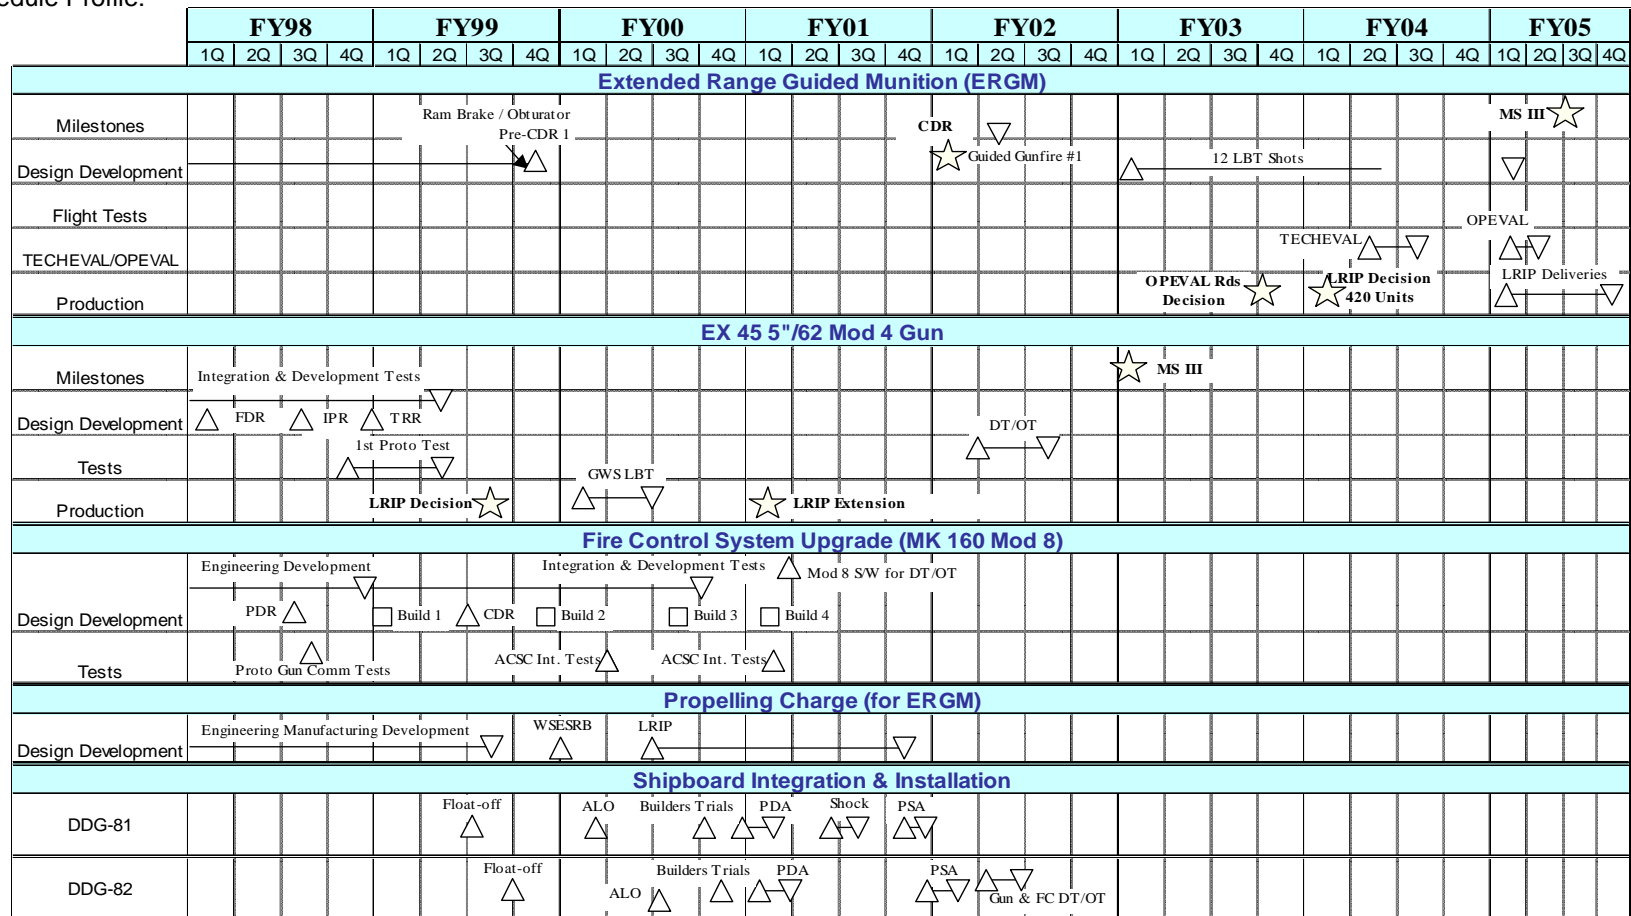 edule Profile:
FY98 FY99 FY00 FY01 FY02 FY03 FY04 FY05
1Q 2Q 3Q 4Q 1Q 2Q 3Q 4Q 1Q 2Q 3Q 4Q 1Q 2Q 3Q 4Q 1Q 2Q 3Q 4Q 1Q 2Q 3Q 4Q 1Q 2Q 3Q 4Q 1Q 2Q 3Q 4Q
Extended Range Guided Munition (ERGM)
Milestones
Ram Brake / Obturator
Pre-CDR 1
CDR
MS III
Design Development
Guided Gunfire #1
12 LBT Shots
Flight Tests
OPEVAL
TECHEVAL/OPEVAL
TECHEVAL
Production
OPEVAL Rds
Decision
LRIP Decision
420 Units
LRIP Deliveries
EX 45 5"/62 Mod 4 Gun
Milestones
Integration & Development Tests
MS III
Design Development
FDR
IPR
TRR
DT/OT
Tests
1st Proto Test
GWS LBT
Production
LRIP Decision
LRIP Extension
Fire Control System Upgrade (MK 160 Mod 8)
Engineering Development
Integration & Development Tests
Mod 8 S/W for DT/OT
Design Development
PDR
Build 1
CDR
Build 2
Build 3
Build 4
Tests
Proto Gun Comm Tests
ACSC Int. Tests
ACSC Int. Tests
Propelling Charge (for ERGM)
Design Development
Engineering Manufacturing Development
WSESRB
LRIP
Shipboard Integration & Installation
DDG-81
Float-off
ALO
Builders Trials
PDA
Shock
PSA
DDG-82
Float-off
ALO
Builders Trials
PDA
PSA
Gun & FC DT/OT